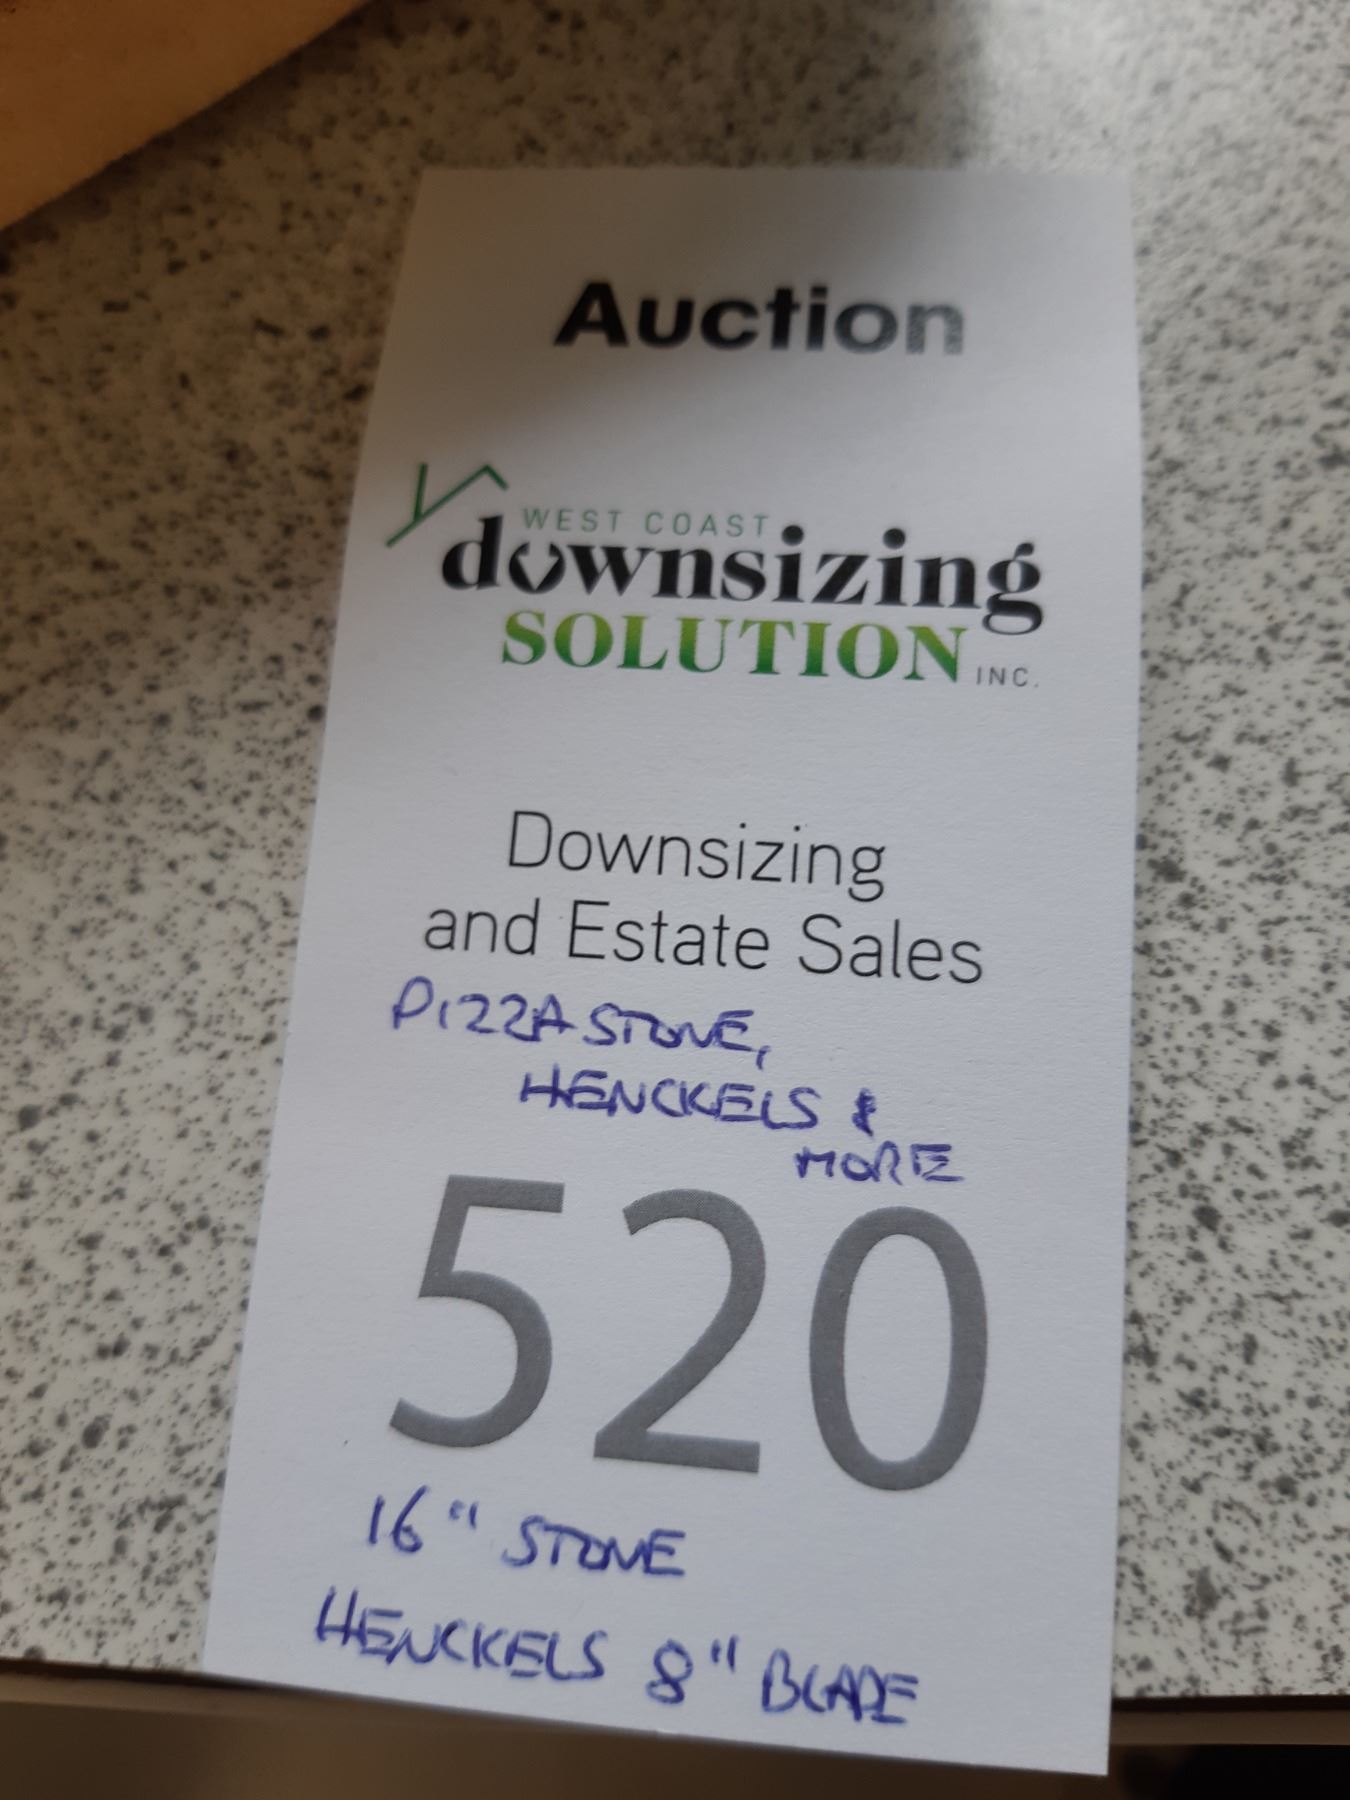 Auction
WEST COAST
downsizing
SOLUTION INC.
Downsizing
and Estate Sales
PIZZA STONE,
HENCKELS &
MORE
520
16" STONE
HENCKELS 8" BLADE